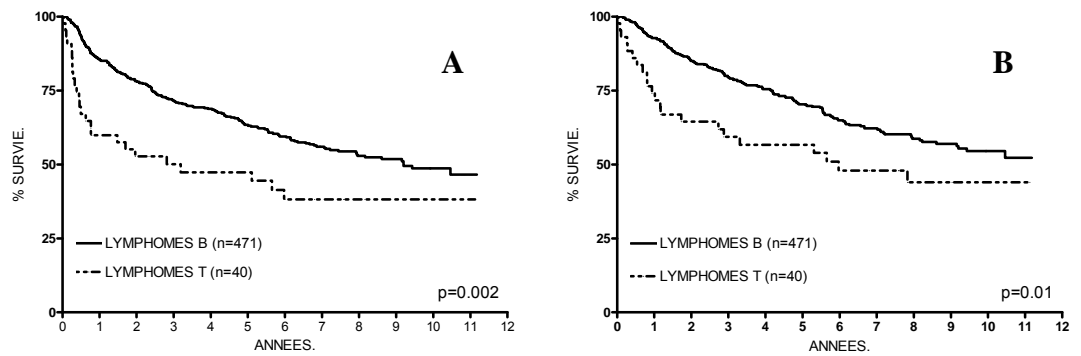 A
100
75
50
25
0
% SURVIE.
LYMPHOMES B (n=471)
LYMPHOMES T (n=40)
p=0.002
0 1 2 3 4 5 6 7 8 9 10 11 12
ANNEES.
B
100
75
50
25
0
% SURVIE.
LYMPHOMES B (n=471)
LYMPHOMES T (n=40)
p=0.01
0 1 2 3 4 5 6 7 8 9 10 11 12
ANNEES.